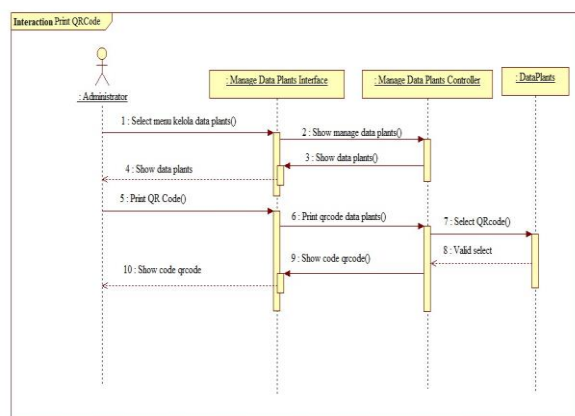 Interaction Print QRCode
: Administrator
: Manage Data Plants Interface
: Manage Data Plants Controller
: DataPlants
1 : Select menu kelola data plants()
2 : Show manage data plants()
3 : Show data plants()
4 : Show data plants
5 : Print QR Code()
6 : Print qrcode data plants()
7 : Select QRcode()
8 : Valid select
9 : Show code qrcode()
10 : Show code qrcode